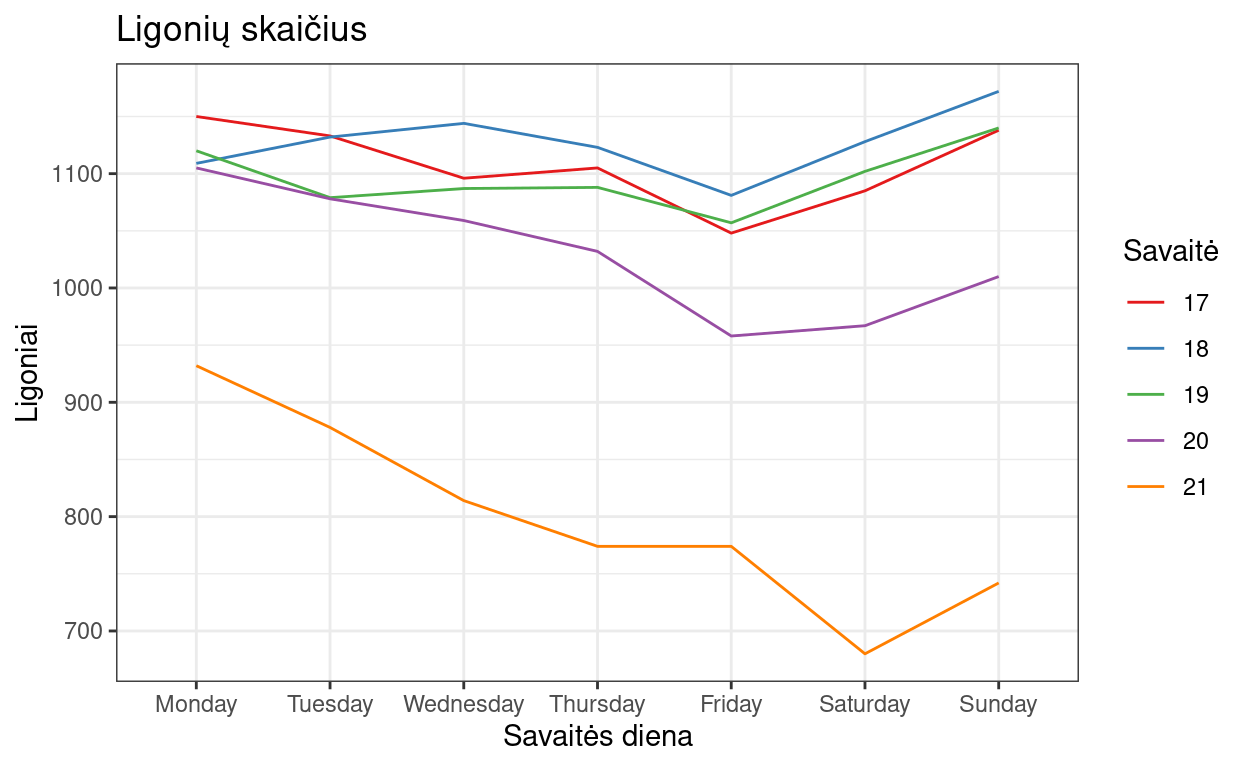 Ligonių skaičius
Ligoniai
1100
1000
900
800
700
Monday Tuesday Wednesday Thursday Friday Saturday Sunday
Savaitės diena
Savaitė
17
18
19
20
21